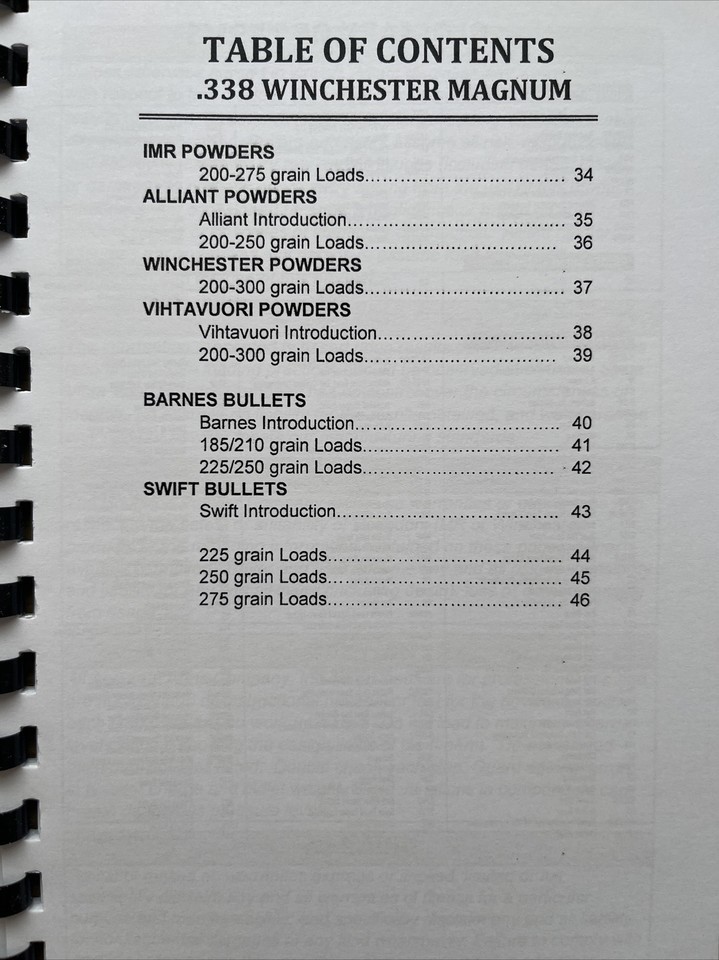 TABLE OF CONTENTS
.338 WINCHESTER MAGNUM
IMR POWDERS
200-275 grain Loads........................................ 34
ALLIANT POWDERS
Alliant Introduction........................................ 35
200-250 grain Loads........................................ 36
WINCHESTER POWDERS
200-300 grain Loads........................................ 37
VIHTAVUORI POWDERS
Vihtavuori Introduction........................................ 38
200-300 grain Loads........................................ 39
BARNES BULLETS
Barnes Introduction........................................ 40
185/210 grain Loads........................................ 41
225/250 grain Loads........................................ 42
SWIFT BULLETS
Swift Introduction........................................ 43
225 grain Loads........................................ 44
250 grain Loads........................................ 45
275 grain Loads........................................ 46